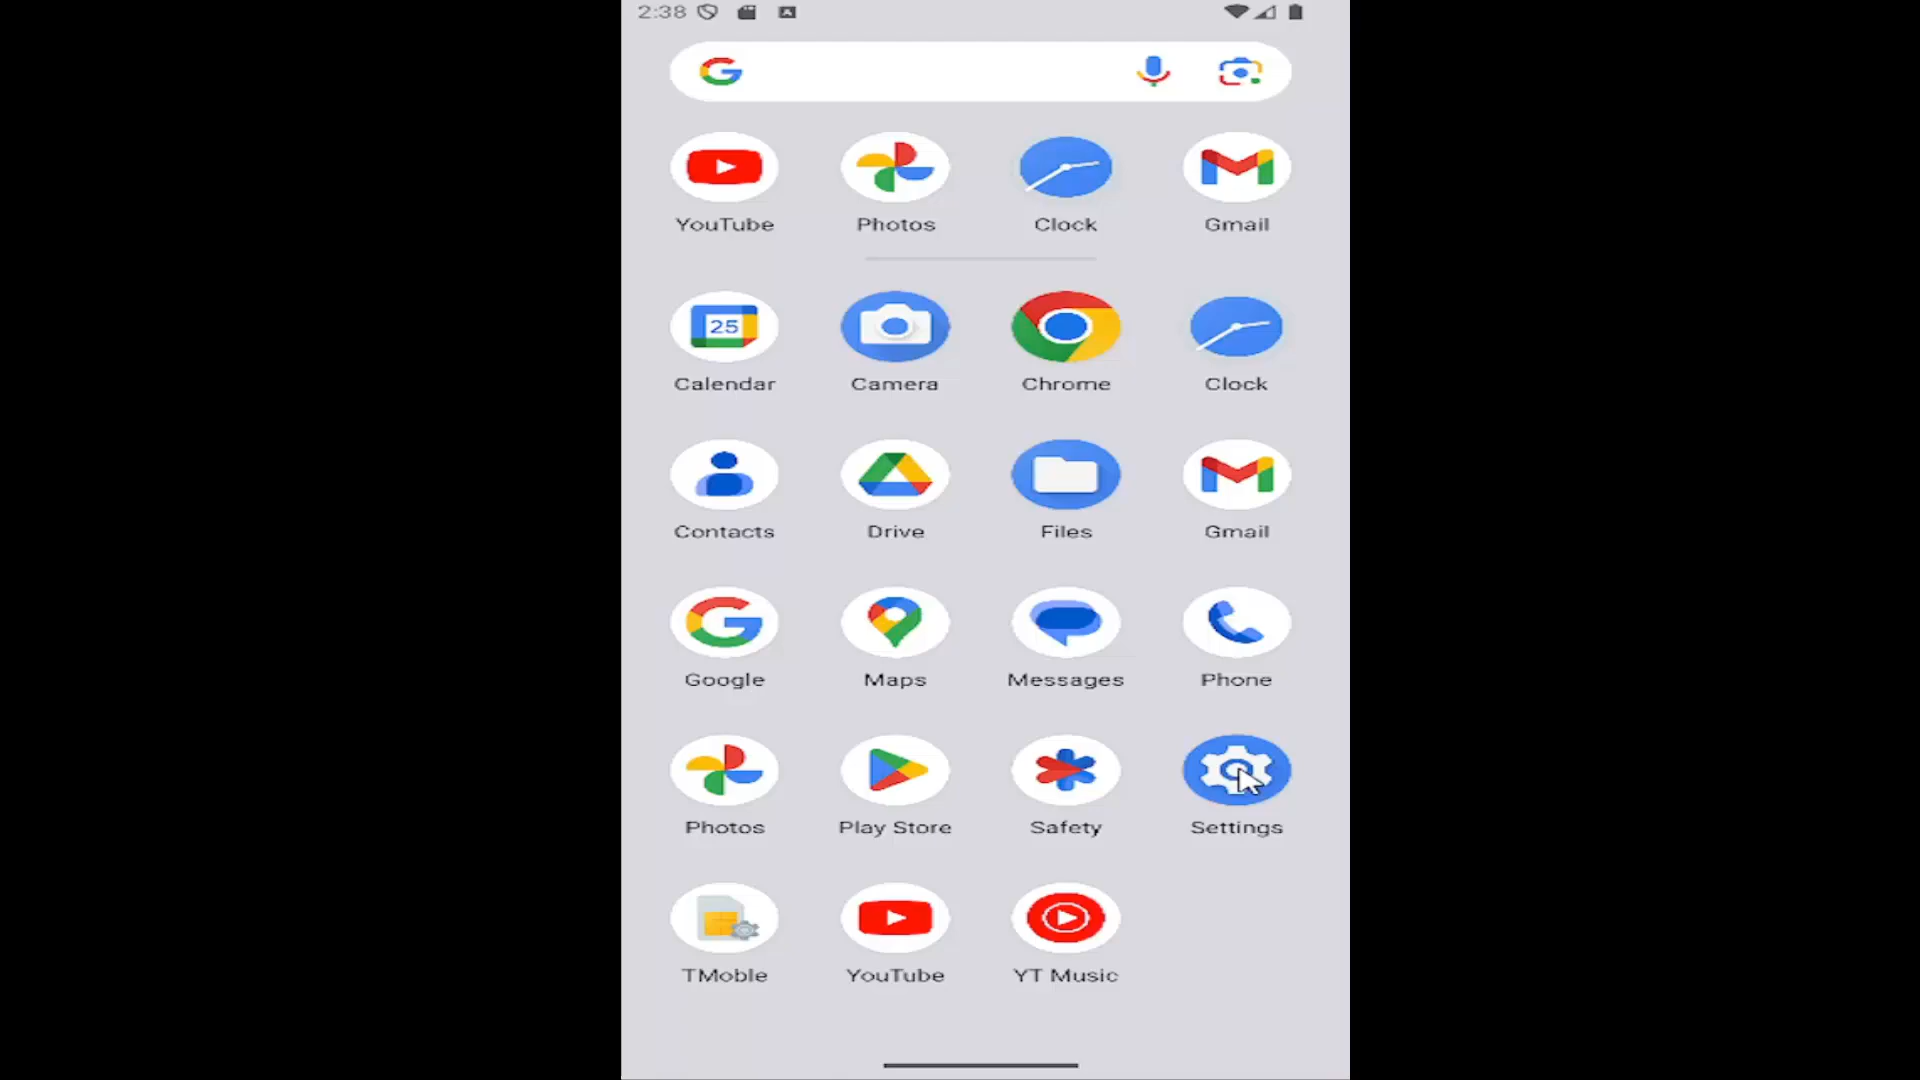 2:38
YouTube Photos Clock Gmail
25
Calendar Camera Chrome Clock
Contacts Drive Files Gmail
Google Maps Messages Phone
Photos Play Store Safety Settings
TMoble YouTube YT Music